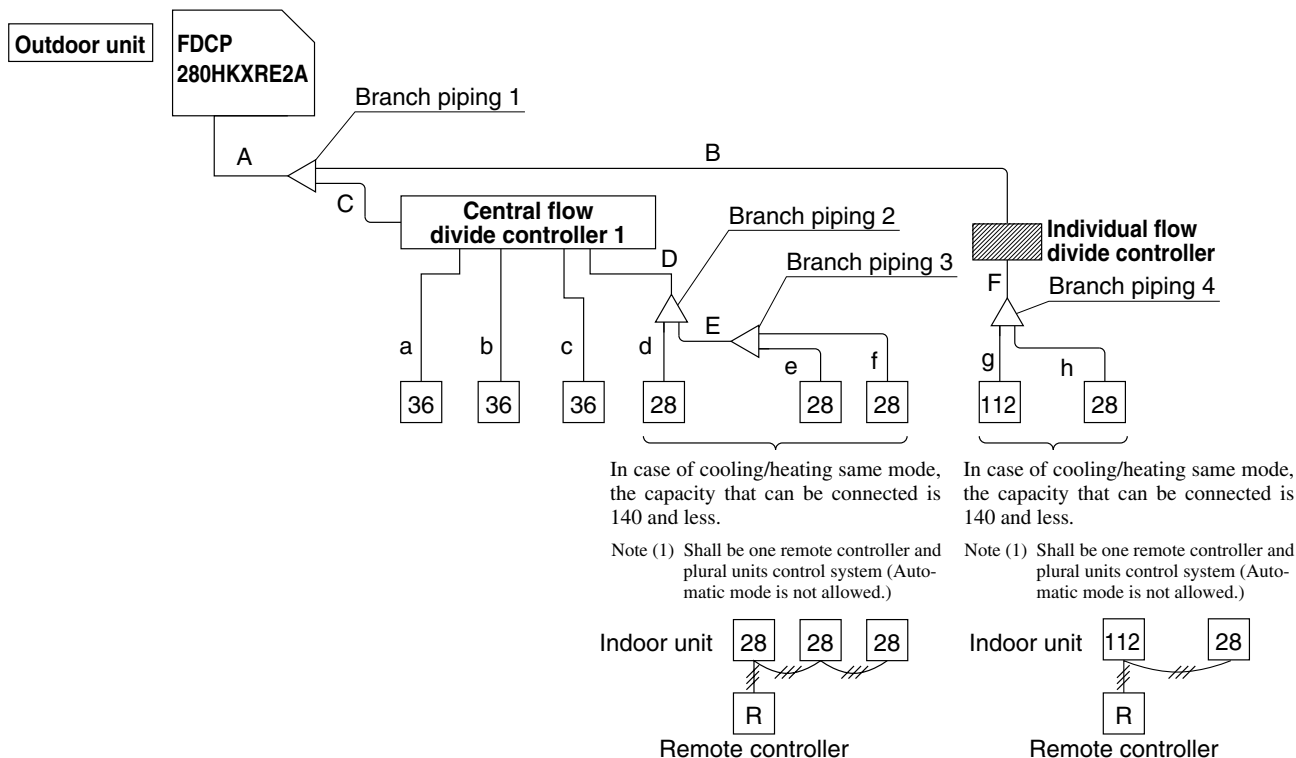 Outdoor unit
FDCP
280HKXRE2A
Branch piping 1
A
B
C
Central flow
divide controller 1
Branch piping 2
D
Branch piping 3
Individual flow
divide controller
F
Branch piping 4
E
a
b
c
d
e
f
g
h
36
36
36
28
28
28
112
28
In case of cooling/heating same mode,
the capacity that can be connected is
140 and less.
Note (1) Shall be one remote controller and
plural units control system (Auto-
matic mode is not allowed.)
In case of cooling/heating same mode,
the capacity that can be connected is
140 and less.
Note (1) Shall be one remote controller and
plural units control system (Auto-
matic mode is not allowed.)
Indoor unit
28
28
28
R
Remote controller
Indoor unit
112
28
R
Remote controller